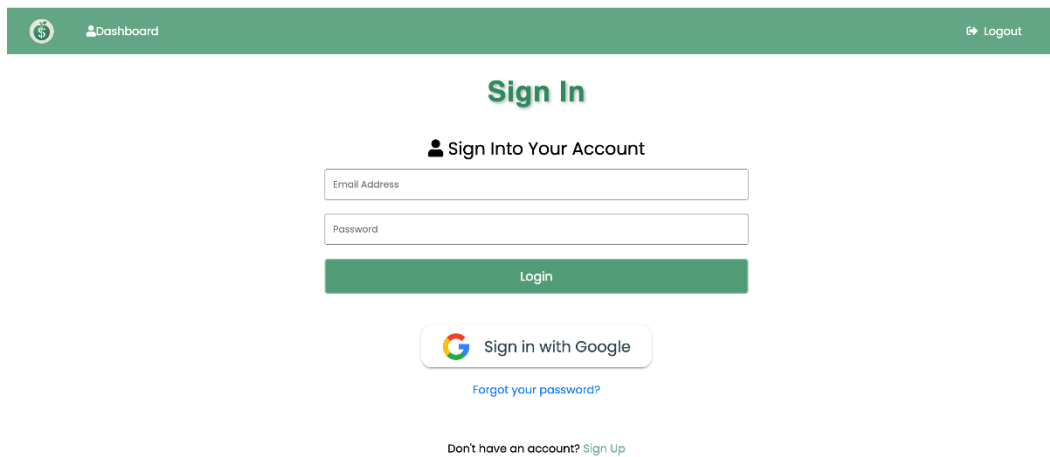 $ Dashboard Logout
Sign In
Sign Into Your Account
Email Address
Password
Login
Sign in with Google
Forgot your password?
Don't have an account? Sign Up